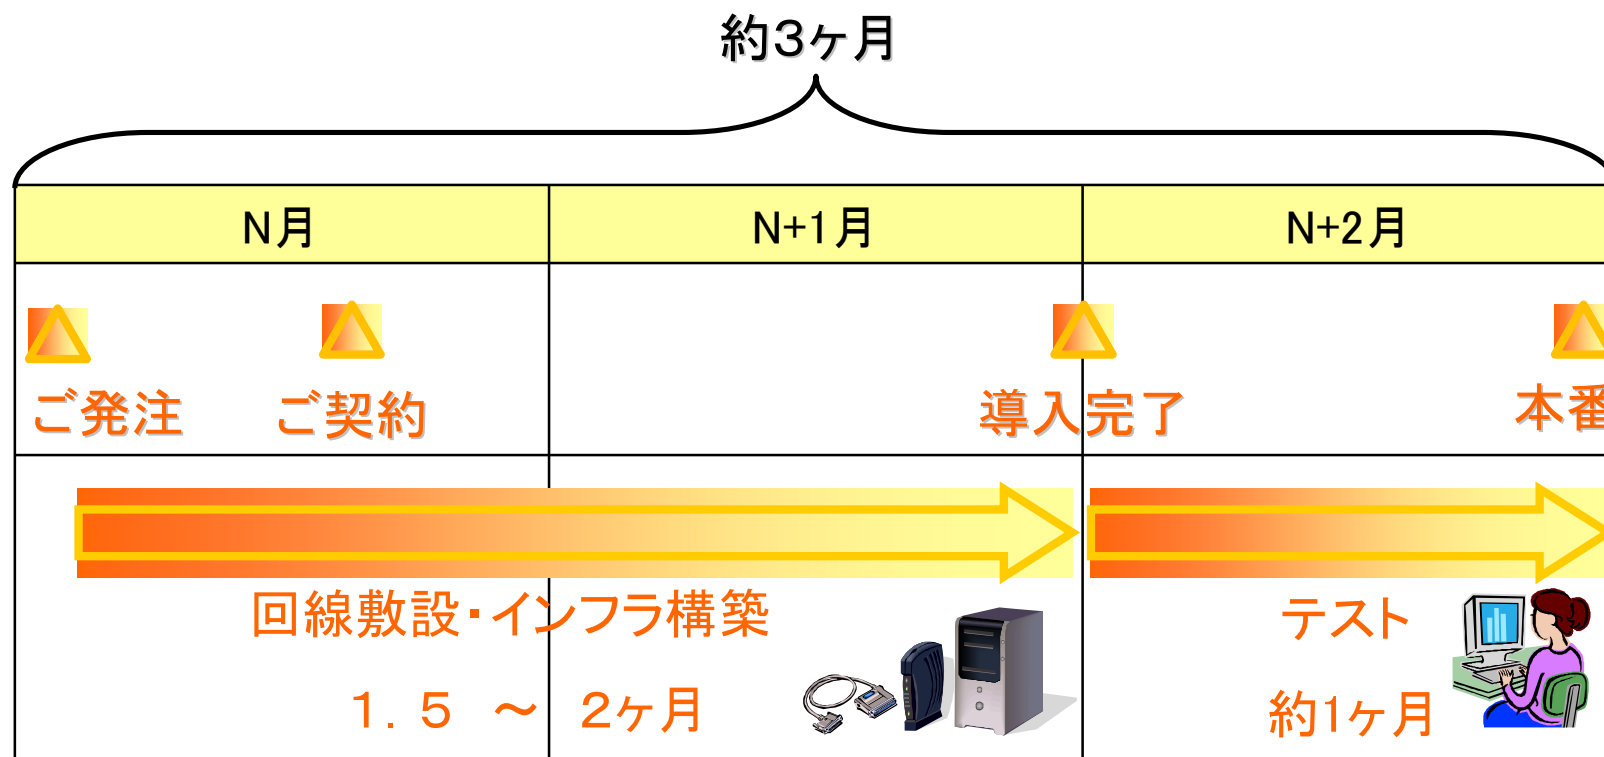 約3ヶ月
N月
N+1月
N+2月
ご発注
ご契約
導入完了
本番
回線敷設・インフラ構築
1.5 ～ 2ヶ月
テスト
約1ヶ月